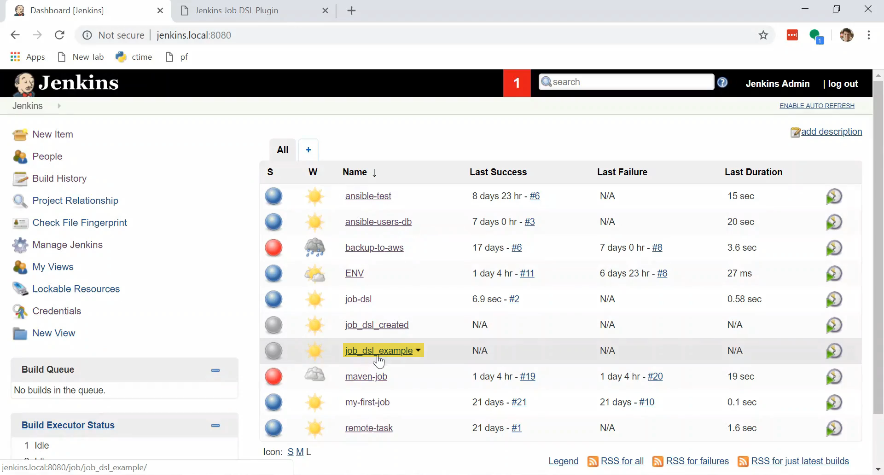 Dashboard [Jenkins]
Jenkins Job DSL Plugin
Not secure | jenkins.local:8080
Apps New Tab ctime pf
Jenkins 1 search Jenkins Admin | log out
Jenkins ENABLE AUTO REFRESH
add description
New Item
People
Build History
Project Relationship
Check File Fingerprint
Manage Jenkins
My Views
Lockable Resources
Credentials
New View
Build Queue
No builds in the queue.
Build Executor Status
1 Idle
All +
S W Name ↓ Last Success Last Failure Last Duration
ansible-test 8 days 23 hr - #6 N/A 15 sec
ansible-users-db 7 days 0 hr - #3 N/A 20 sec
backup-to-aws 17 days - #6 7 days 0 hr - #8 3.6 sec
ENV 1 day 4 hr - #11 6 days 23 hr - #8 27 ms
job-dsl 6.9 sec - #2 N/A 0.58 sec
job_dsl_created N/A N/A N/A
job_dsl_example N/A N/A N/A
maven-job 1 day 4 hr - #19 1 day 4 hr - #20 19 sec
my-first-job 21 days - #21 21 days - #10 0.1 sec
remote-task 21 days - #1 N/A 1.6 sec
Icon: S M L
Legend RSS for all RSS for failures RSS for just latest builds
jenkins.local:8080/job/job_dsl_example/